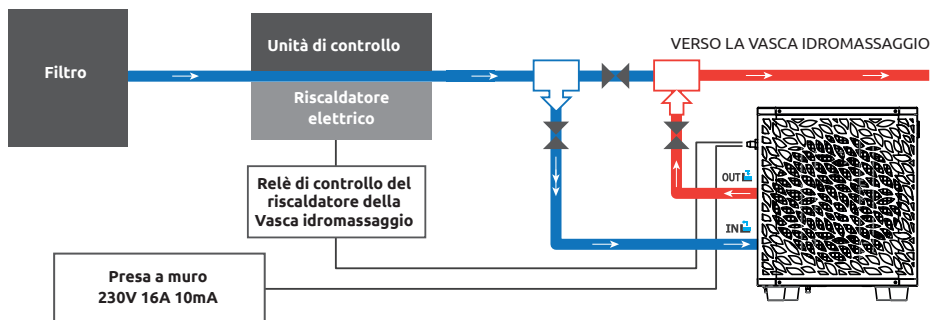 Filtro
Unità di controllo
Riscaldatore
elettrico
VERSO LA VASCA IDROMASSAGGIO
Relè di controllo del
riscaldatore della
Vasca idromassaggio
OUT
IN
Presa a muro
230V 16A 10mA